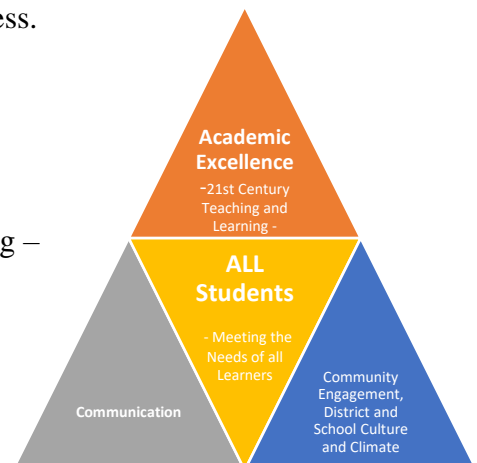 ess.
Academic
Excellence
-21st Century
Teaching and
Learning -
g –
ALL
Students
- Meeting the
Needs of all
Learners
Communication
Community
Engagement,
District and
School Culture
and Climate